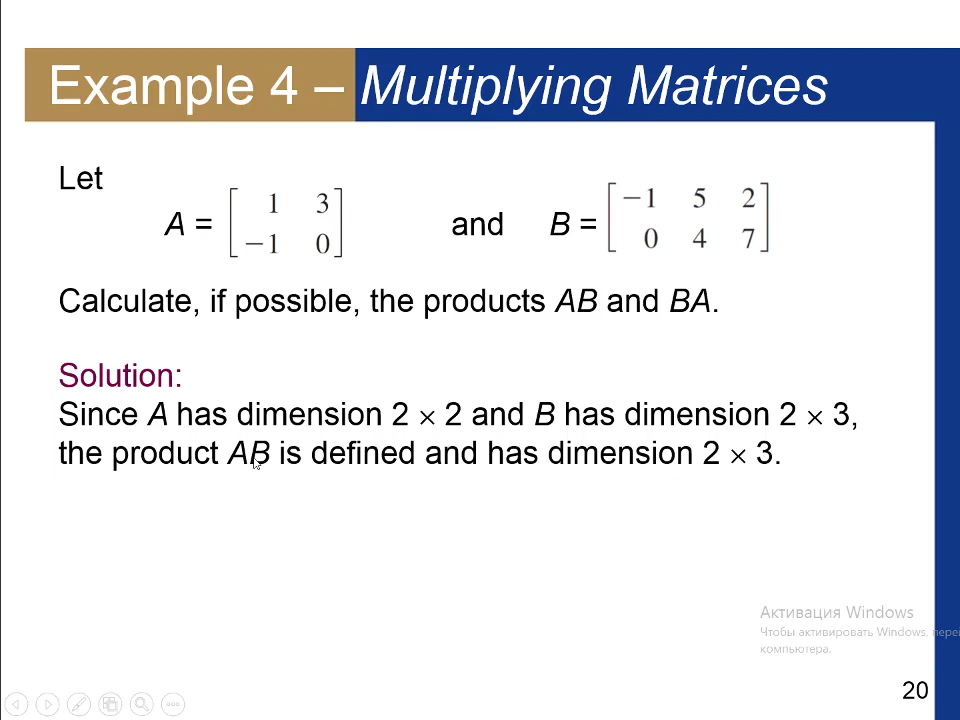 Example 4 – Multiplying Matrices
Let
A = [ 1 3 ; −1 0 ] and B = [ −1 5 2 ; 0 4 7 ]
Calculate, if possible, the products AB and BA.
Solution:
Since A has dimension 2 × 2 and B has dimension 2 × 3,
the product AB is defined and has dimension 2 × 3.
Активация Windows
Чтобы активировать Windows, пере
компьютера.
20